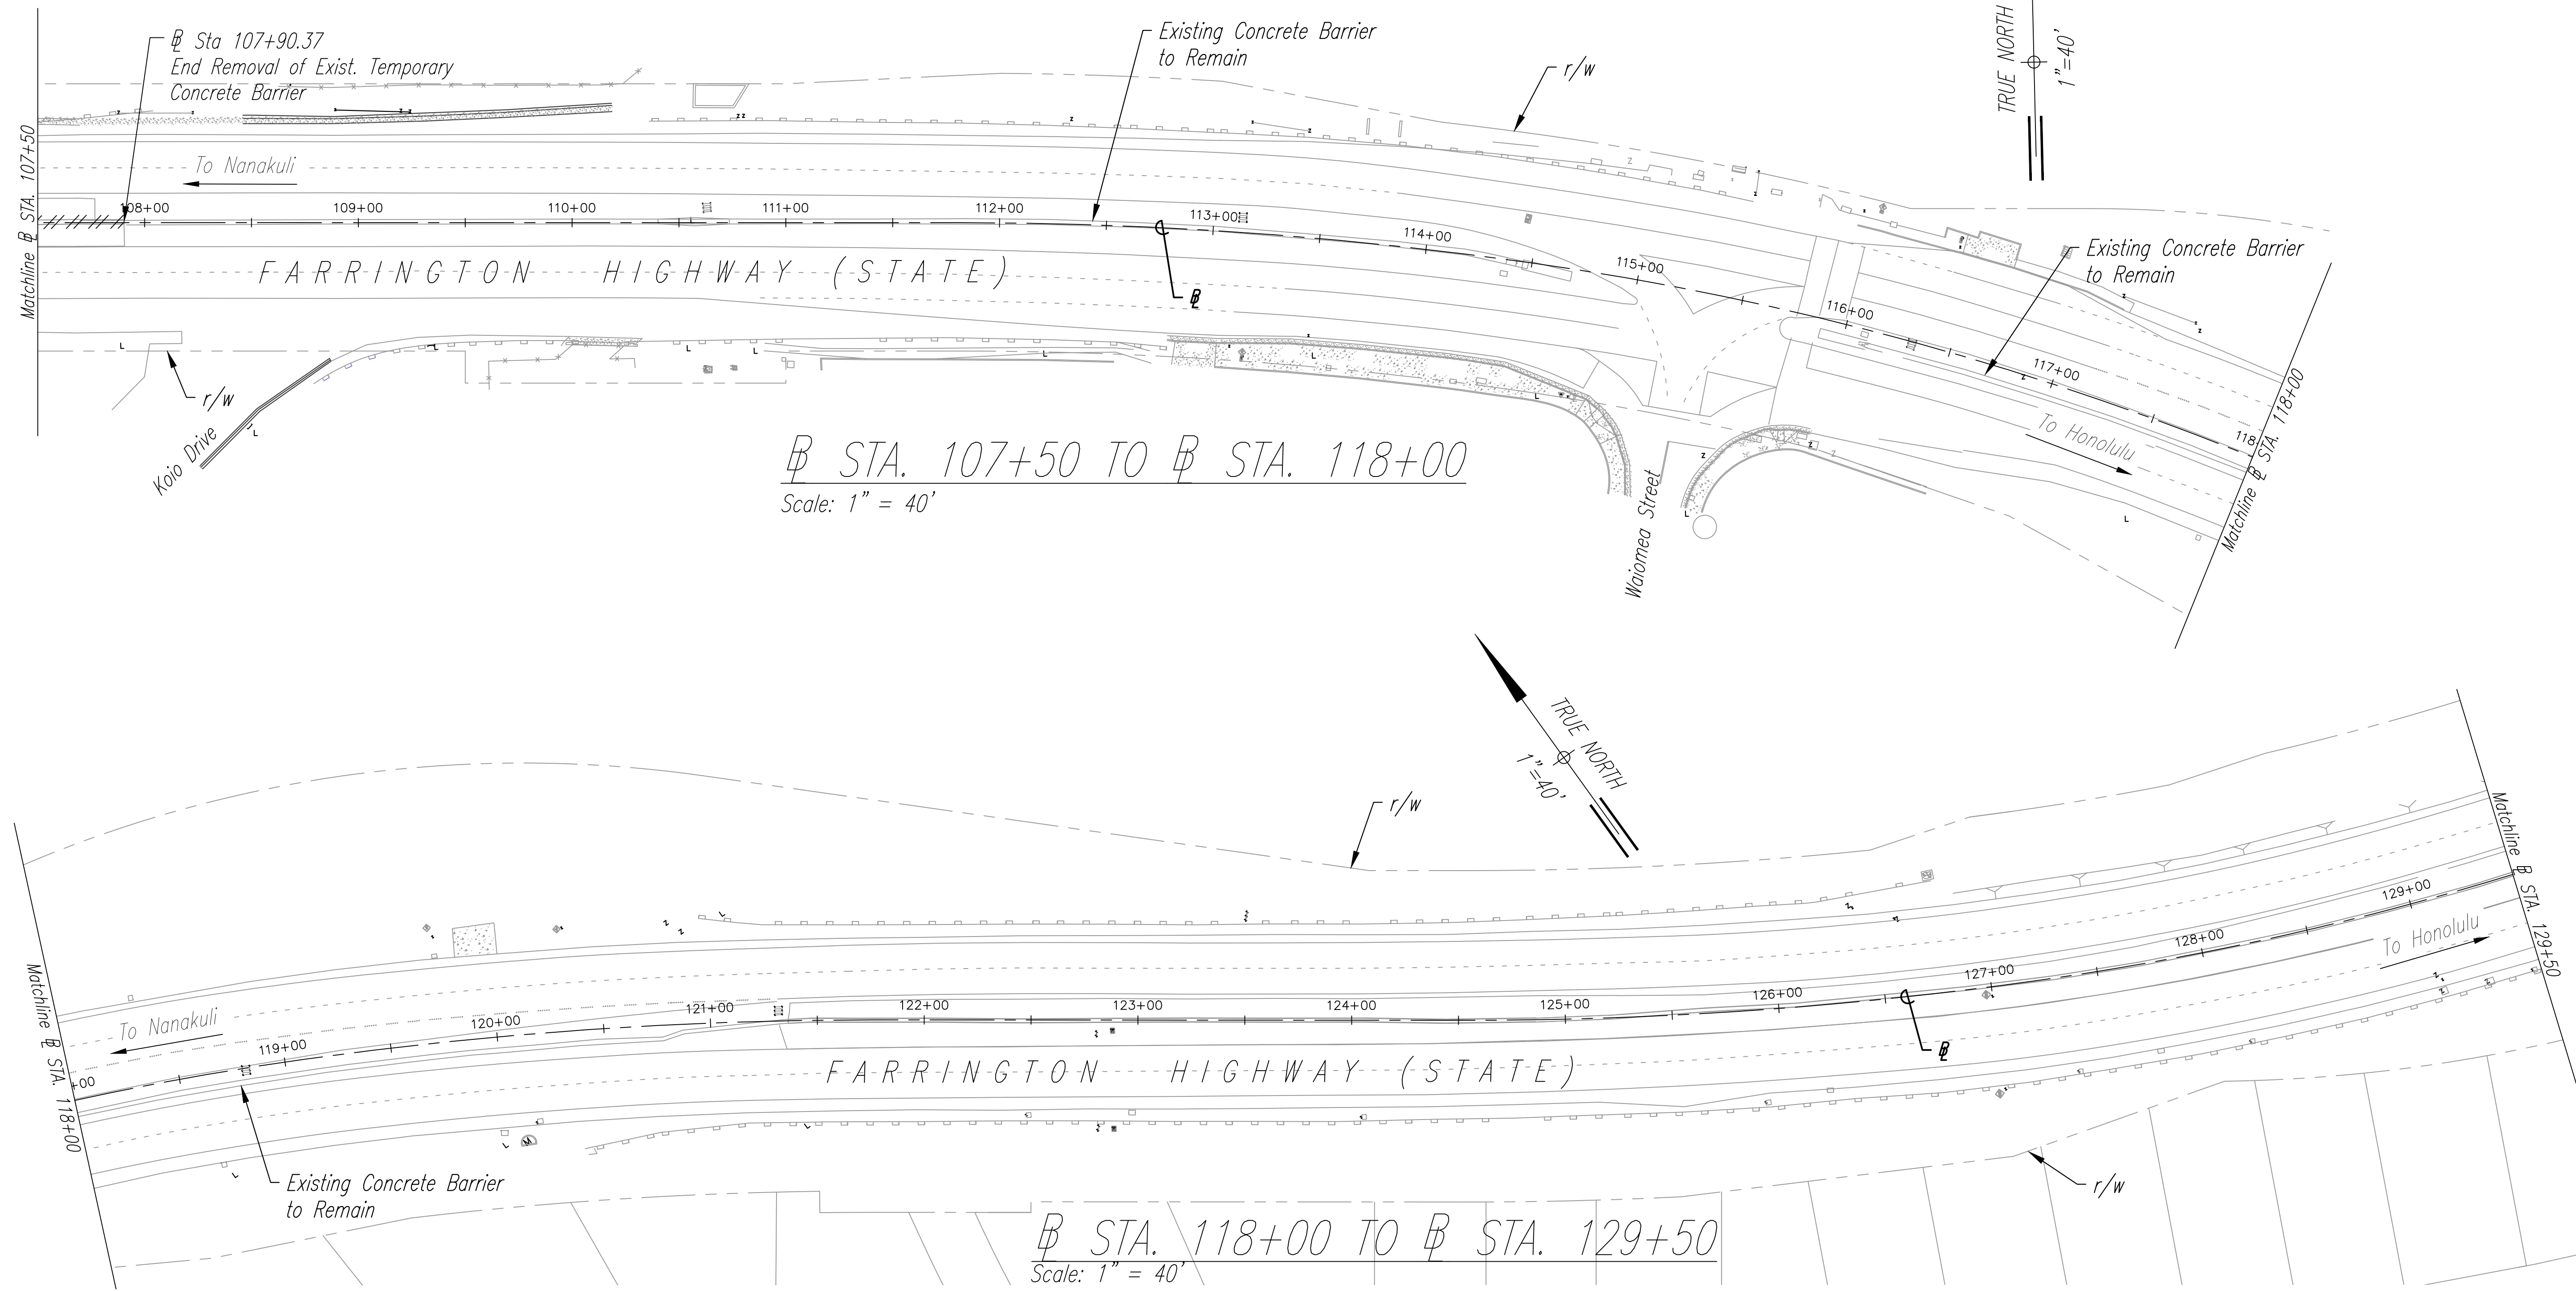 ℄ Sta 107+90.37
End Removal of Exist. Temporary
Concrete Barrier
Existing Concrete Barrier
to Remain
r/w
TRUE NORTH
1"=40'
Matchline ℄ STA. 107+50
To Nanakuli
108+00
109+00
110+00
111+00
112+00
113+00
114+00
115+00
116+00
117+00
118+
Existing Concrete Barrier
to Remain
FARRINGTON HIGHWAY (STATE)
℄
℄
r/w
Koio Drive
Waiomea Street
To Honolulu
Matchline ℄ STA. 118+00
℄ STA. 107+50 TO ℄ STA. 118+00
Scale: 1" = 40'
TRUE NORTH
1"=40'
r/w
Matchline ℄ STA. 118+00
To Nanakuli
+00
119+00
120+00
121+00
122+00
123+00
124+00
125+00
126+00
127+00
128+00
129+00
To Honolulu
Matchline ℄ STA. 129+50
FARRINGTON HIGHWAY (STATE)
℄
℄
Existing Concrete Barrier
to Remain
r/w
℄ STA. 118+00 TO ℄ STA. 129+50
Scale: 1" = 40'